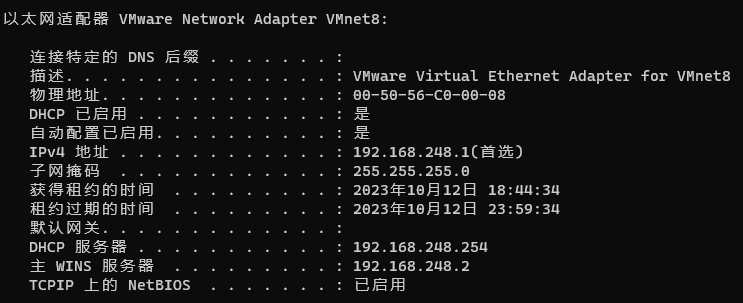 以太网适配器 VMware Network Adapter VMnet8:
连接特定的 DNS 后缀 . . . . . . . :
描述. . . . . . . . . . . . . . . : VMware Virtual Ethernet Adapter for VMnet8
物理地址. . . . . . . . . . . . . : 00-50-56-C0-00-08
DHCP 已启用 . . . . . . . . . . . : 是
自动配置已启用. . . . . . . . . . : 是
IPv4 地址 . . . . . . . . . . . . : 192.168.248.1(首选)
子网掩码  . . . . . . . . . . . . : 255.255.255.0
获得租约的时间  . . . . . . . . . : 2023年10月12日 18:44:34
租约过期的时间  . . . . . . . . . : 2023年10月12日 23:59:34
默认网关. . . . . . . . . . . . . :
DHCP 服务器 . . . . . . . . . . . : 192.168.248.254
主 WINS 服务器  . . . . . . . . . : 192.168.248.2
TCPIP 上的 NetBIOS  . . . . . . . : 已启用